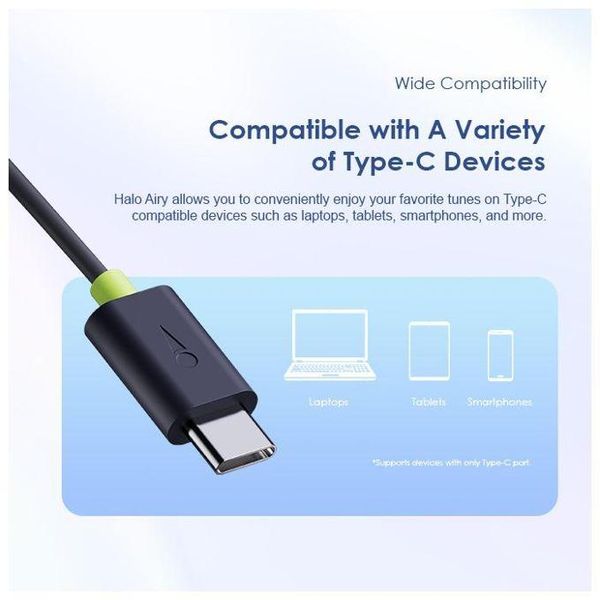 Wide Compatibility
Compatible with A Variety
of Type-C Devices
Halo Airy allows you to conveniently enjoy your favorite tunes on Type-C
compatible devices such as laptops, tablets, smartphones, and more.
Laptops Tablets Smartphones
*Supports devices with only Type-C port.